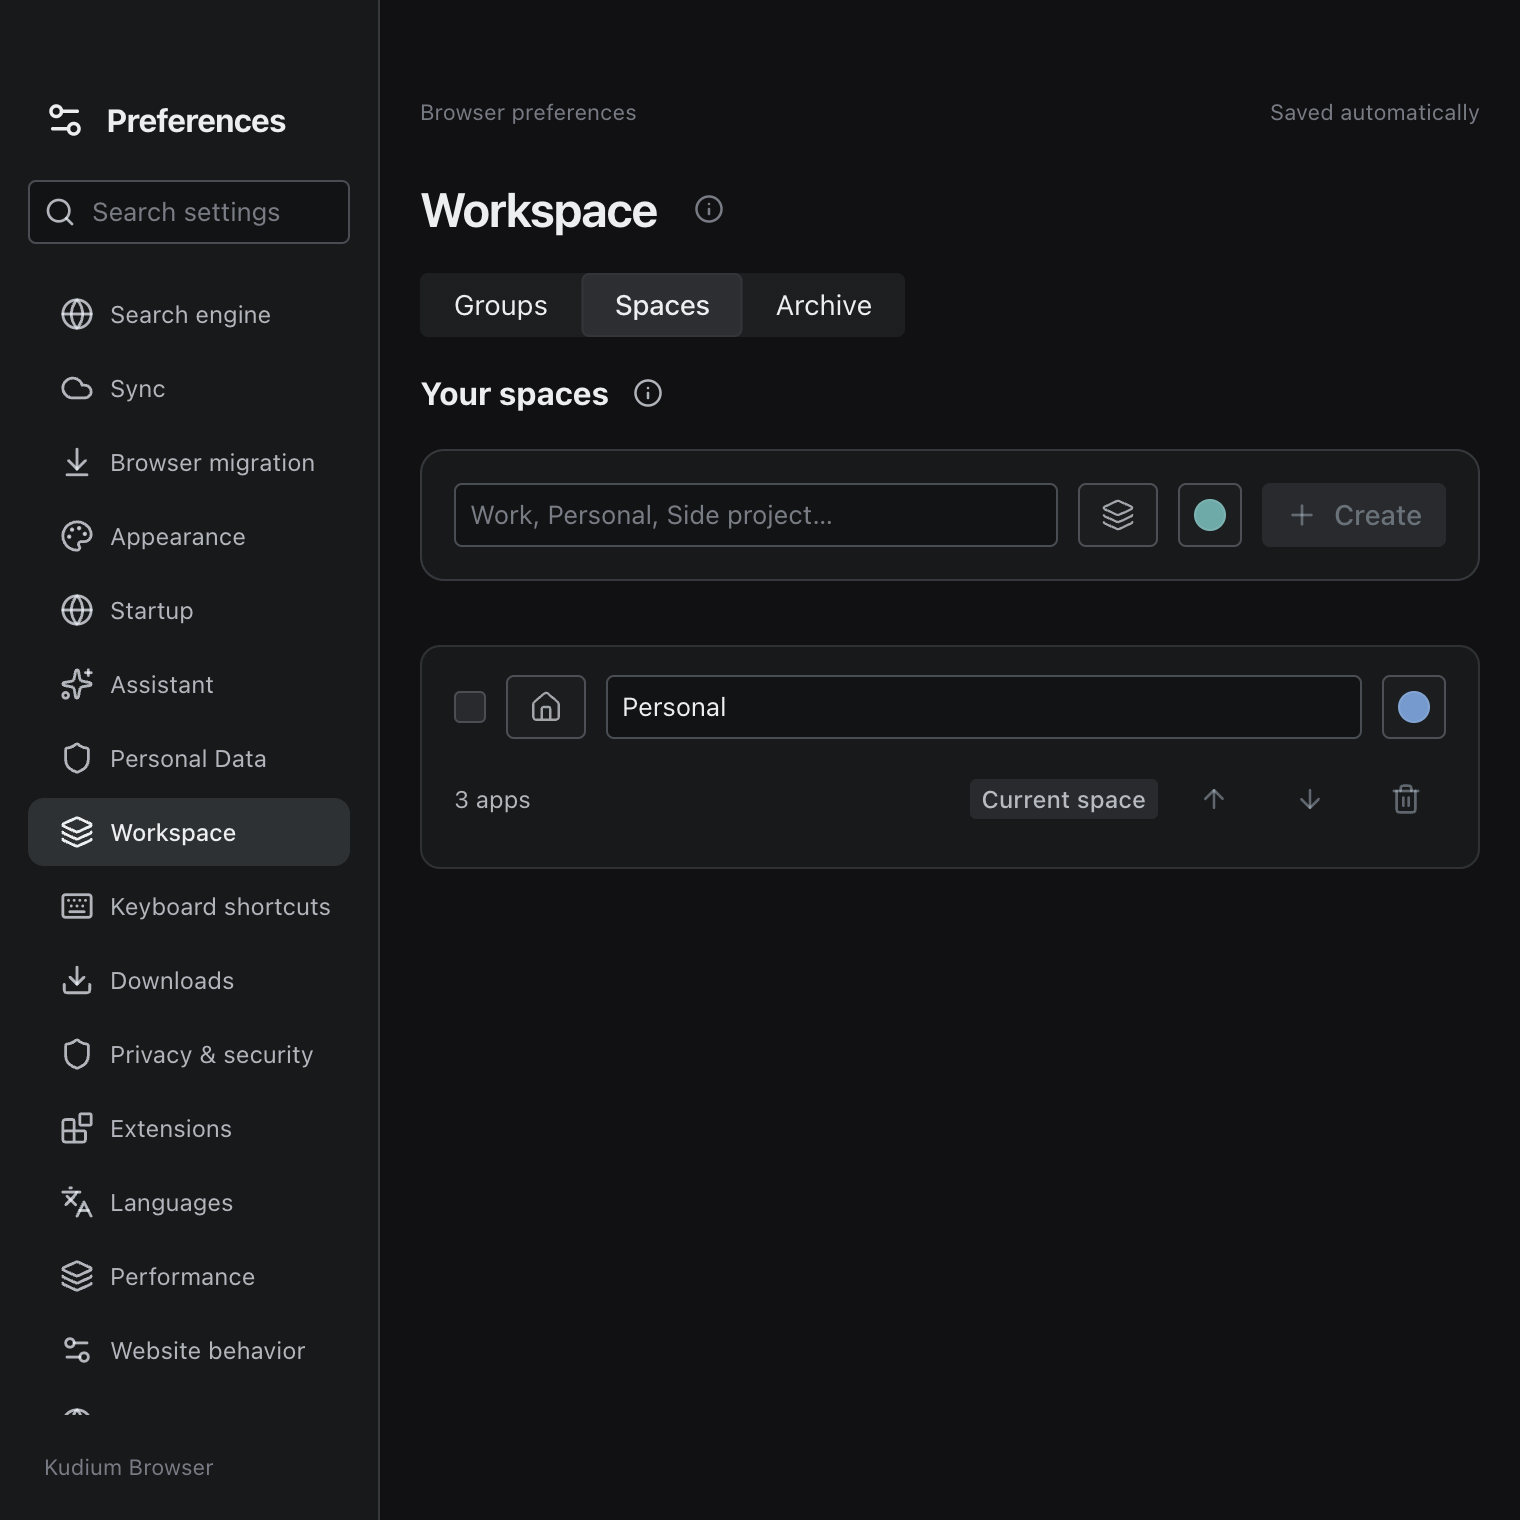 Preferences
Search settings
Search engine
Sync
Browser migration
Appearance
Startup
Assistant
Personal Data
Workspace
Keyboard shortcuts
Downloads
Privacy & security
Extensions
Languages
Performance
Website behavior
Kudium Browser
Browser preferences
Saved automatically
Workspace
Groups
Spaces
Archive
Your spaces
Work, Personal, Side project...
Create
Personal
3 apps
Current space